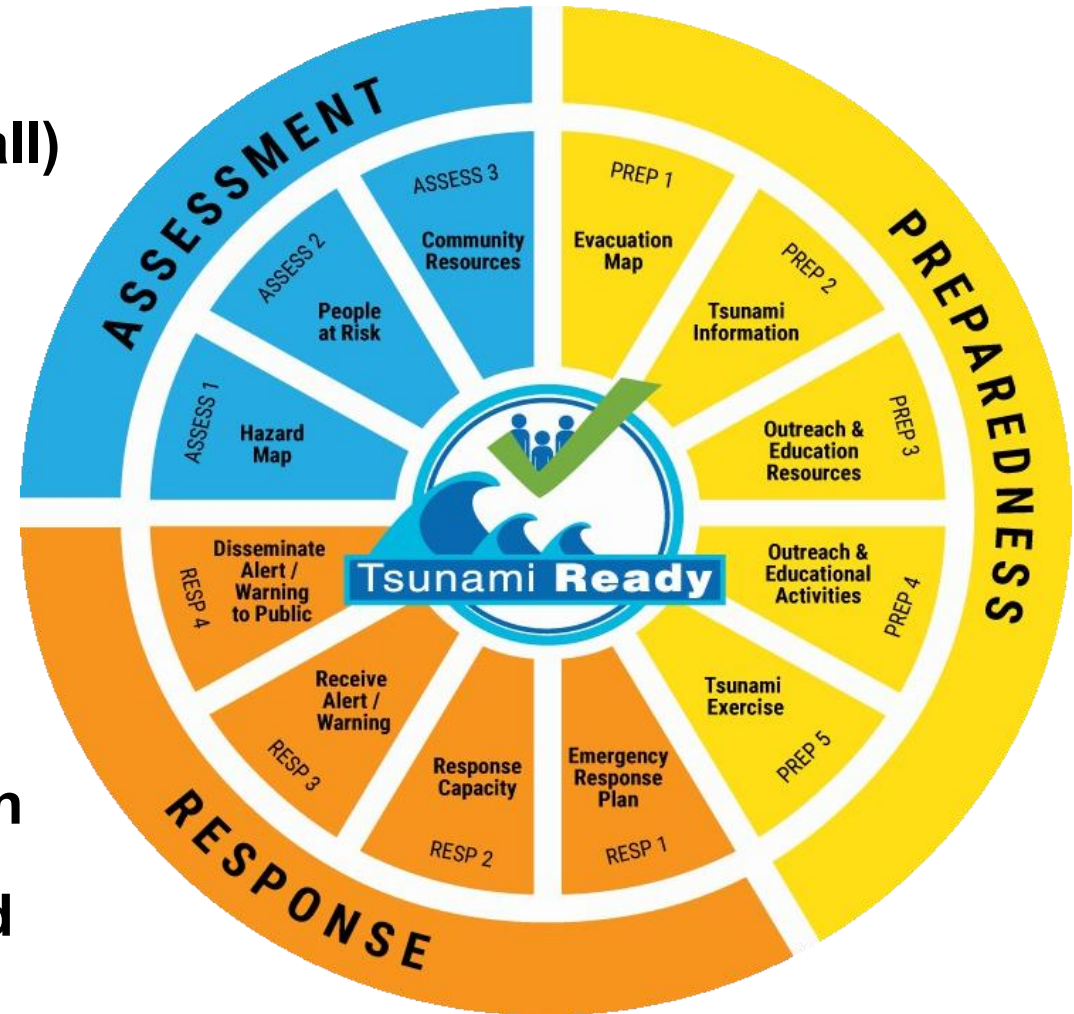 all)
n
d
ASSESSMENT
ASSESS 1
Hazard
Map
ASSESS 2
People
at Risk
ASSESS 3
Community
Resources
PREPAREDNESS
PREP 1
Evacuation
Map
PREP 2
Tsunami
Information
PREP 3
Outreach &
Education
Resources
PREP 4
Outreach &
Educational
Activities
PREP 5
Tsunami
Exercise
RESPONSE
RESP 1
Emergency
Response
Plan
RESP 2
Response
Capacity
RESP 3
Receive
Alert /
Warning
RESP 4
Disseminate
Alert /
Warning
to Public
Tsunami Ready